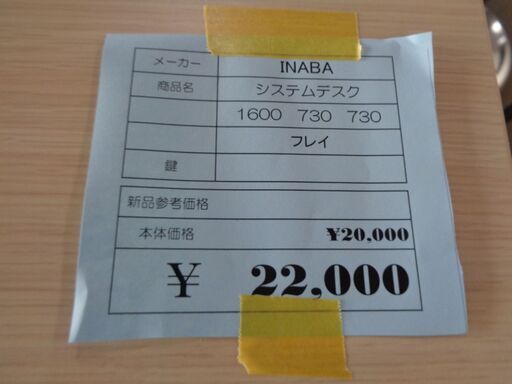 メーカー INABA
商品名 システムデスク
1600 730 730
フレイ
鍵
新品参考価格
本体価格 ¥20,000
¥ 22,000